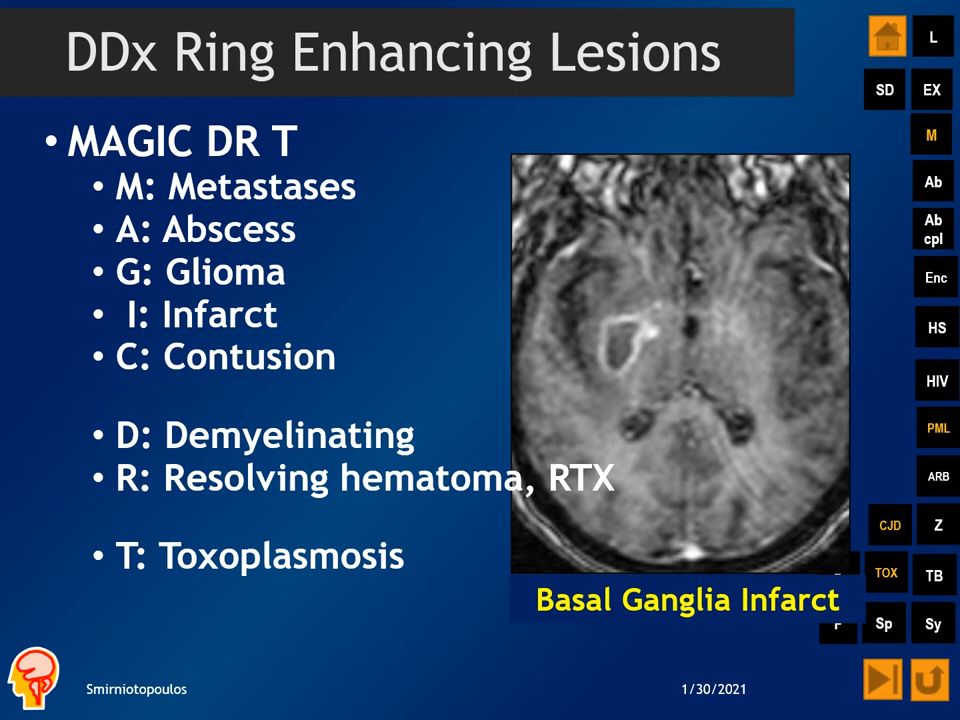 DDx Ring Enhancing Lesions
• MAGIC DR T
• M: Metastases
• A: Abscess
• G: Glioma
• I: Infarct
• C: Contusion
• D: Demyelinating
• R: Resolving hematoma, RTX
• T: Toxoplasmosis
Basal Ganglia Infarct
Smirniotopoulos
1/30/2021
L
SD
EX
M
Ab
Ab
cpl
Enc
HS
HIV
PML
ARB
CJD
Z
TOX
TB
Sp
Sy